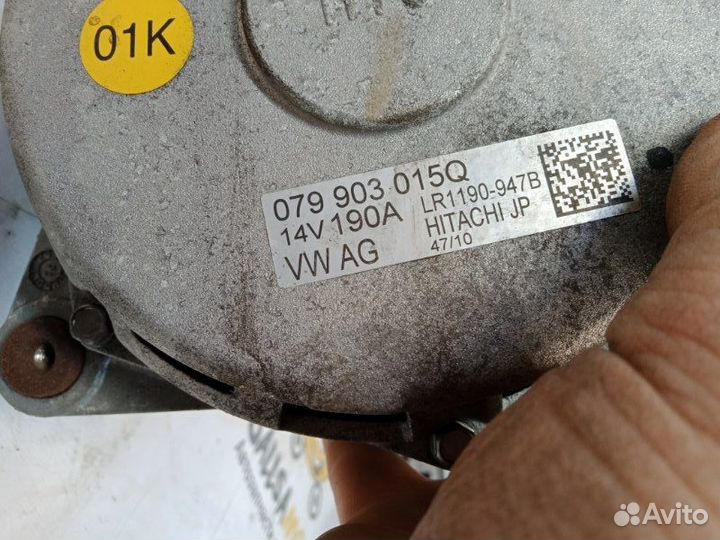 01K
079 903 015Q
14V 190A
VW AG
LR1190-947B
HITACHI JP
47/10
Avito